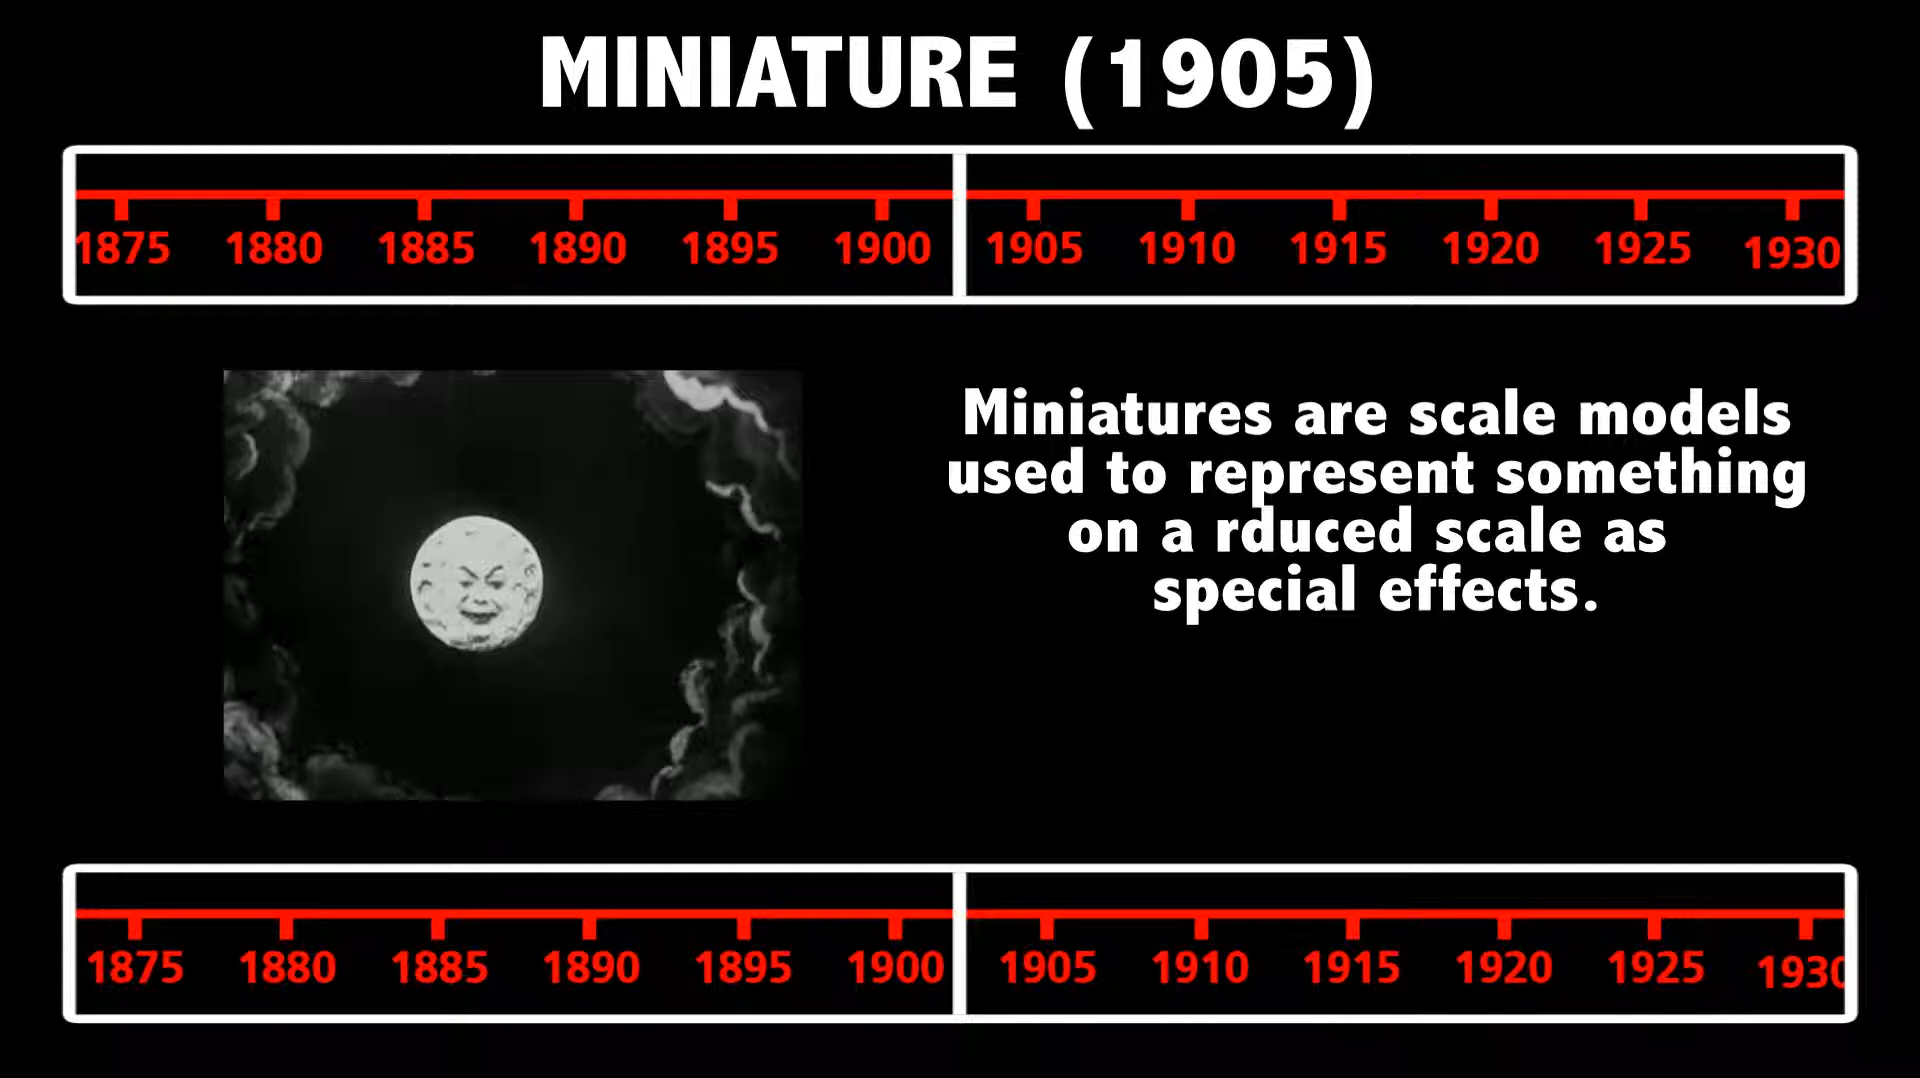 MINIATURE (1905)
1875 1880 1885 1890 1895 1900 1905 1910 1915 1920 1925 1930
Miniatures are scale models
used to represent something
on a rduced scale as
special effects.
1875 1880 1885 1890 1895 1900 1905 1910 1915 1920 1925 1930